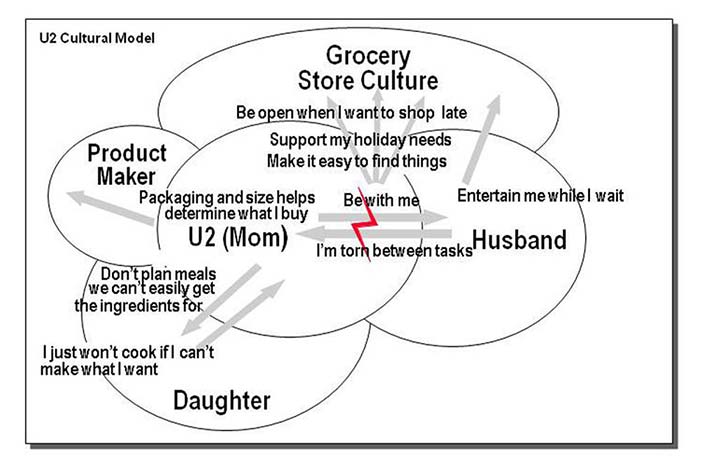 U2 Cultural Model
Grocery
Store Culture
Be open when I want to shop late
Support my holiday needs
Make it easy to find things
Product
Maker
Packaging and size helps
determine what I buy
Be with me
Entertain me while I wait
U2 (Mom)
Husband
I'm torn between tasks
Don't plan meals
we can't easily get
the ingredients for
I just won't cook if I can't
make what I want
Daughter